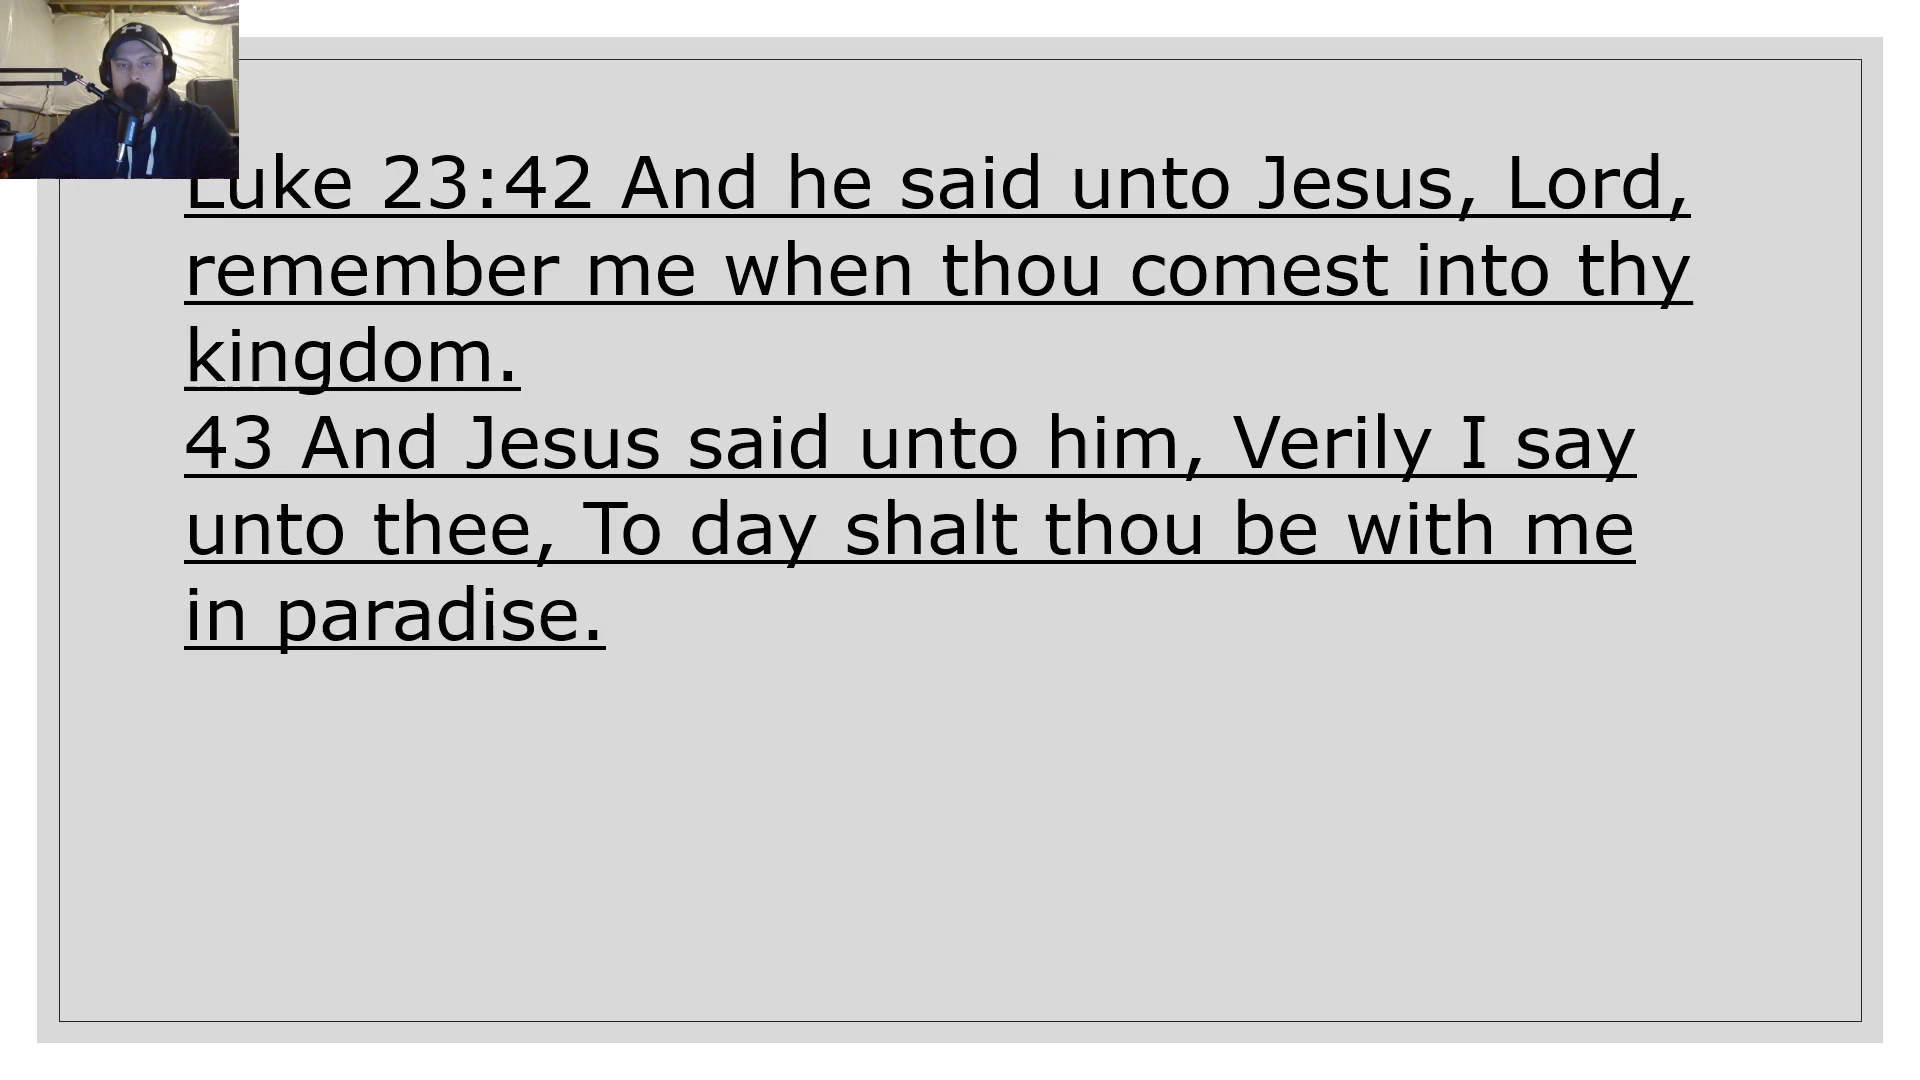 Luke 23:42 And he said unto Jesus, Lord,
remember me when thou comest into thy
kingdom.
43 And Jesus said unto him, Verily I say
unto thee, To day shalt thou be with me
in paradise.